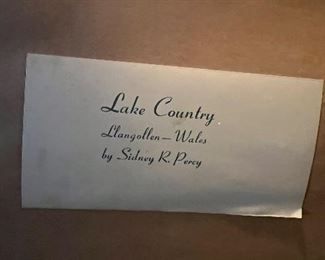 Lake Country
Llangollen—Wales
by Sidney R. Percy